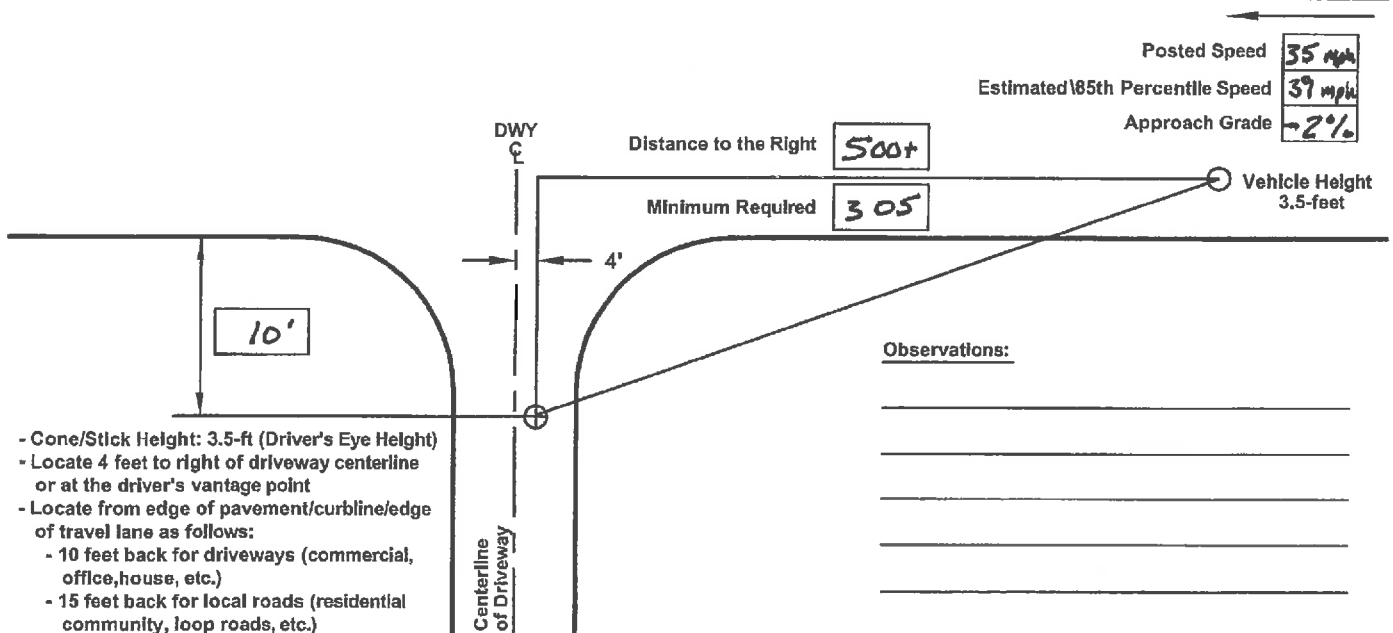 Posted Speed 35 mph
Estimated\85th Percentile Speed 39 mph
Approach Grade -2%
DWY
℄
Distance to the Right 500+
Vehicle Height
3.5-feet
Minimum Required 305
4'
10'
Observations:
- Cone/Stick Height: 3.5-ft (Driver's Eye Height)
- Locate 4 feet to right of driveway centerline
or at the driver's vantage point
- Locate from edge of pavement/curbline/edge
of travel lane as follows:
- 10 feet back for driveways (commercial,
office,house, etc.)
- 15 feet back for local roads (residential
community, loop roads, etc.)
Centerline
of Driveway